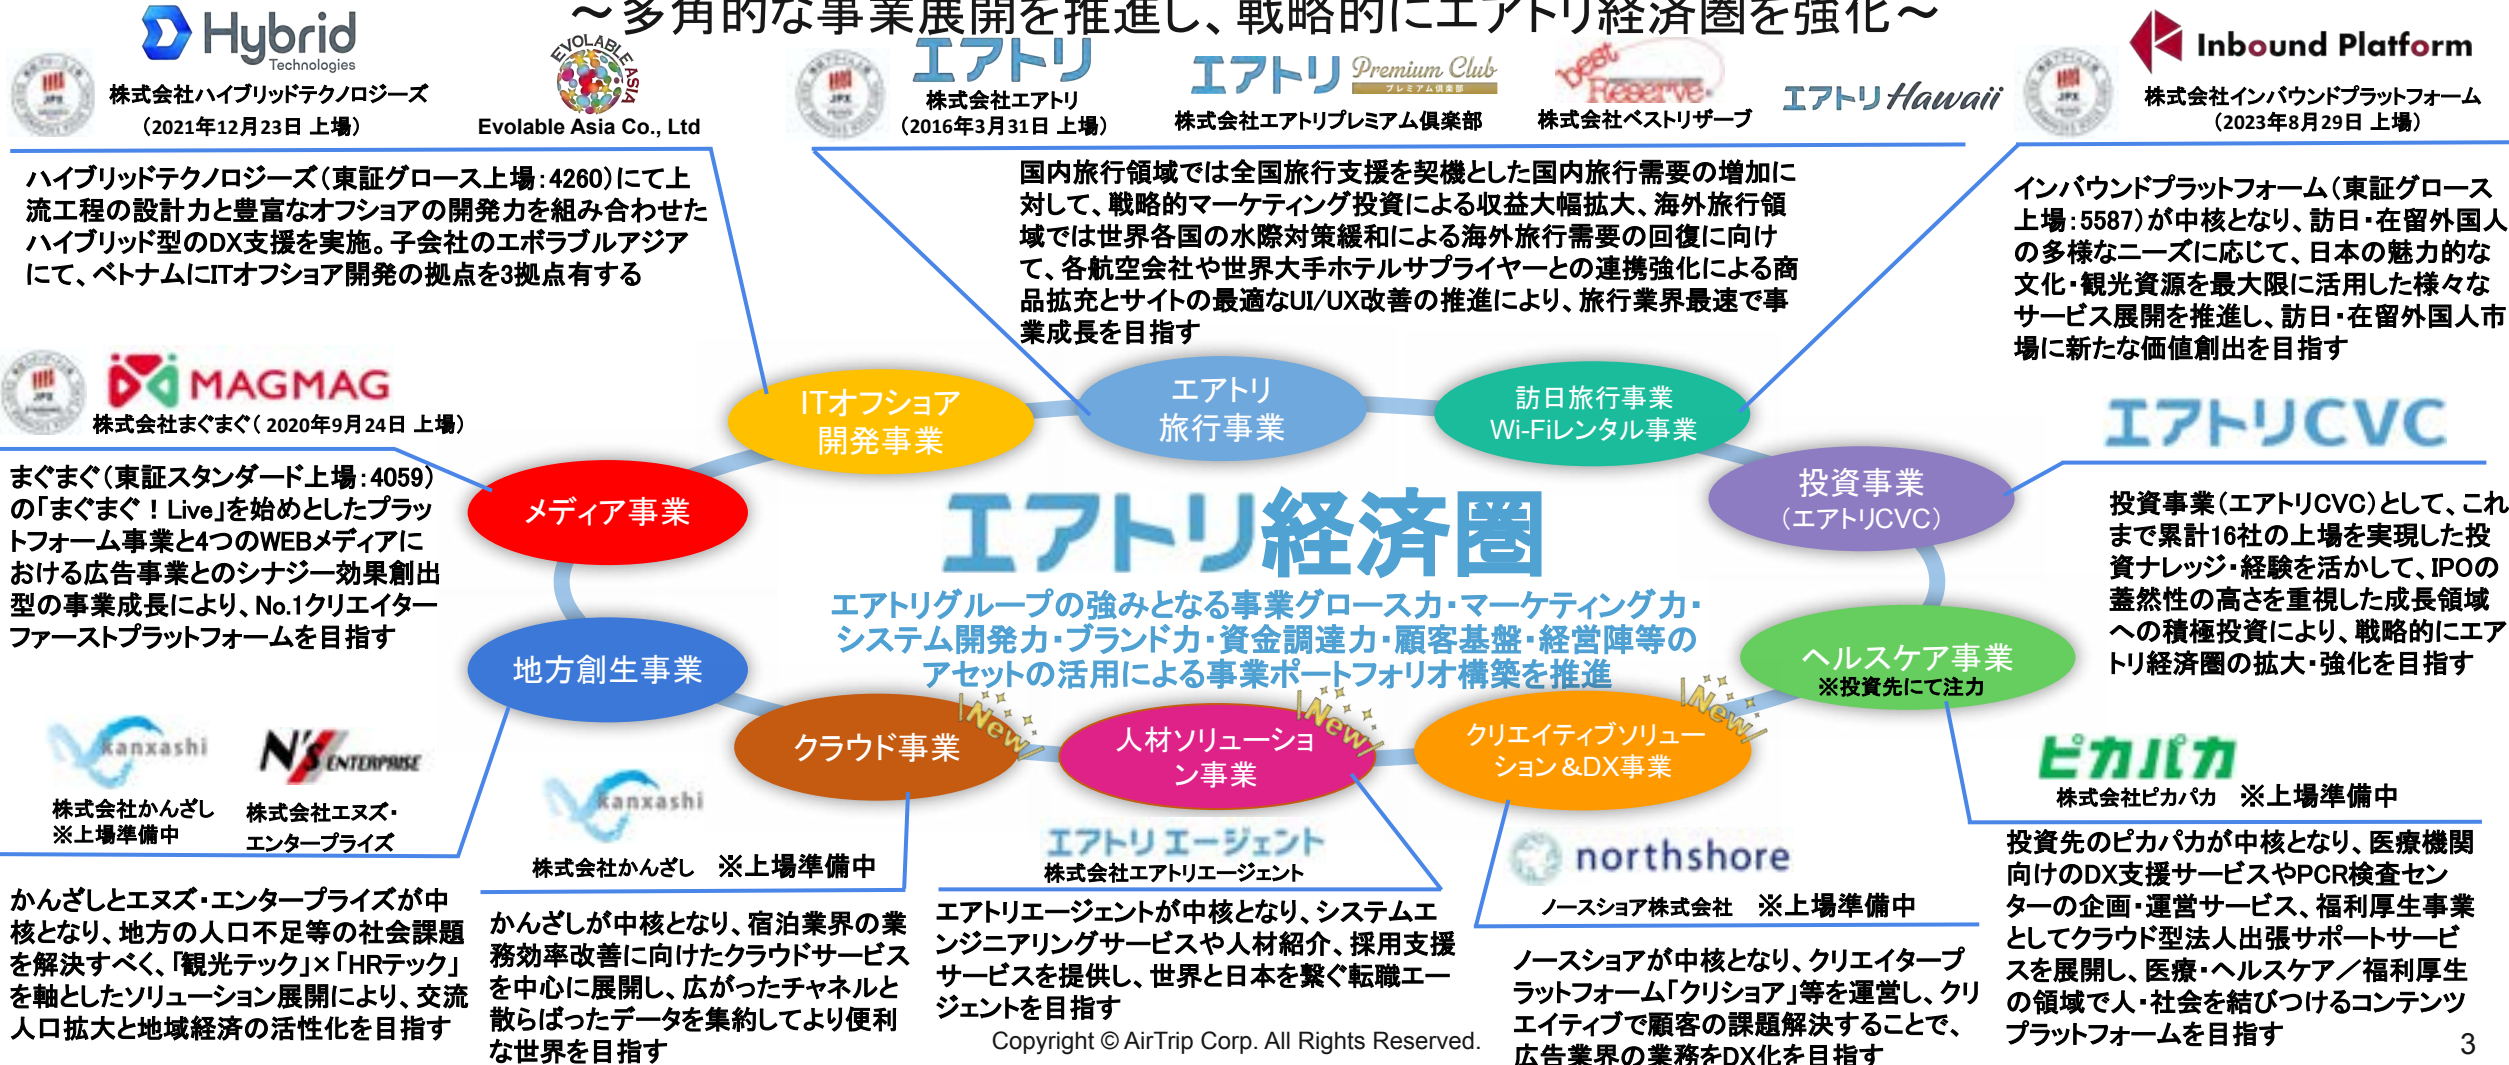 ～多角的な事業展開を推進し、戦略的にエアトリ経済圏を強化～
Hybrid
Technologies
株式会社ハイブリッドテクノロジーズ
（2021年12月23日 上場）
EVOLABLE ASIA
Evolable Asia Co., Ltd
ハイブリッドテクノロジーズ（東証グロース上場：4260）にて上
流工程の設計力と豊富なオフショアの開発力を組み合わせた
ハイブリッド型のDX支援を実施。子会社のエボラブルアジア
にて、ベトナムにITオフショア開発の拠点を3拠点有する
JPX
エアトリ
株式会社エアトリ
（2016年3月31日 上場）
エアトリ Premium Club
プレミアム倶楽部
株式会社エアトリプレミアム倶楽部
best Reserve
株式会社ベストリザーブ
エアトリ Hawaii
国内旅行領域では全国旅行支援を契機とした国内旅行需要の増加に
対して、戦略的マーケティング投資による収益大幅拡大、海外旅行領
域では世界各国の水際対策緩和による海外旅行需要の回復に向け
て、各航空会社や世界大手ホテルサプライヤーとの連携強化による商
品拡充とサイトの最適なUI/UX改善の推進により、旅行業界最速で事
業成長を目指す
Inbound Platform
株式会社インバウンドプラットフォーム
（2023年8月29日 上場）
インバウンドプラットフォーム（東証グロース
上場：5587）が中核となり、訪日・在留外国人
の多様なニーズに応じて、日本の魅力的な
文化・観光資源を最大限に活用した様々な
サービス展開を推進し、訪日・在留外国人市
場に新たな価値創出を目指す
MAGMAG
株式会社まぐまぐ（ 2020年9月24日 上場）
まぐまぐ（東証スタンダード上場：4059）
の「まぐまぐ！Live」を始めとしたプラッ
トフォーム事業と4つのWEBメディアに
おける広告事業とのシナジー効果創出
型の事業成長により、No.1クリエイター
ファーストプラットフォームを目指す
ITオフショア
開発事業
エアトリ
旅行事業
訪日旅行事業
Wi-Fiレンタル事業
投資事業
（エアトリCVC）
メディア事業
エアトリ経済圏
エアトリグループの強みとなる事業グロース力・マーケティング力・
システム開発力・ブランド力・資金調達力・顧客基盤・経営陣等の
アセットの活用による事業ポートフォリオ構築を推進
エアトリCVC
投資事業（エアトリCVC）として、これ
まで累計16社の上場を実現した投
資ナレッジ・経験を活かして、IPOの
蓋然性の高さを重視した成長領域
への積極投資により、戦略的にエア
トリ経済圏の拡大・強化を目指す
地方創生事業
ヘルスケア事業
※投資先にて注力
クラウド事業
New
人材ソリューショ
ン事業
New
クリエイティブソリュー
ション＆DX事業
New
kanxashi
株式会社かんざし
※上場準備中
N'S ENTERPRISE
株式会社エヌズ・
エンタープライズ
かんざしとエヌズ・エンタープライズが中
核となり、地方の人口不足等の社会課題
を解決すべく、「観光テック」×「HRテック」
を軸としたソリューション展開により、交流
人口拡大と地域経済の活性化を目指す
kanxashi
株式会社かんざし ※上場準備中
かんざしが中核となり、宿泊業界の業
務効率改善に向けたクラウドサービス
を中心に展開し、広がったチャネルと
散らばったデータを集約してより便利
な世界を目指す
エアトリ エージェント
株式会社エアトリエージェント
エアトリエージェントが中核となり、システムエ
ンジニアリングサービスや人材紹介、採用支援
サービスを提供し、世界と日本を繋ぐ転職エー
ジェントを目指す
northshore
ノースショア株式会社 ※上場準備中
ノースショアが中核となり、クリエイタープ
ラットフォーム「クリショア」等を運営し、クリ
エイティブで顧客の課題解決することで、
広告業界の業務をDX化を目指す
ピカパカ
株式会社ピカパカ ※上場準備中
投資先のピカパカが中核となり、医療機関
向けのDX支援サービスやPCR検査セン
ターの企画・運営サービス、福利厚生事業
としてクラウド型法人出張サポートサービ
スを展開し、医療・ヘルスケア／福利厚生
の領域で人・社会を結びつけるコンテンツ
プラットフォームを目指す
Copyright © AirTrip Corp. All Rights Reserved.
3